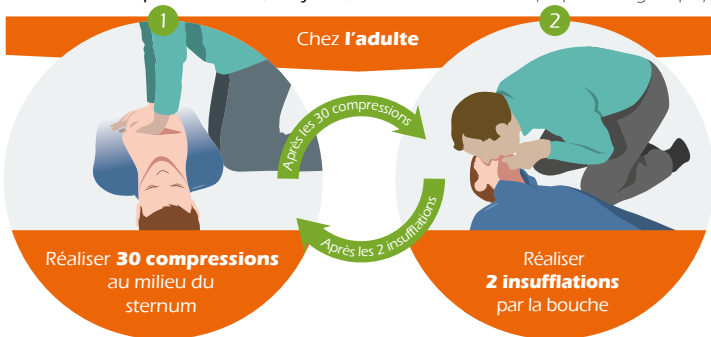 1
2
Chez l'adulte
Après les 30 compressions
Après les 2 insufflations
Réaliser 30 compressions
au milieu du
sternum
Réaliser
2 insufflations
par la bouche